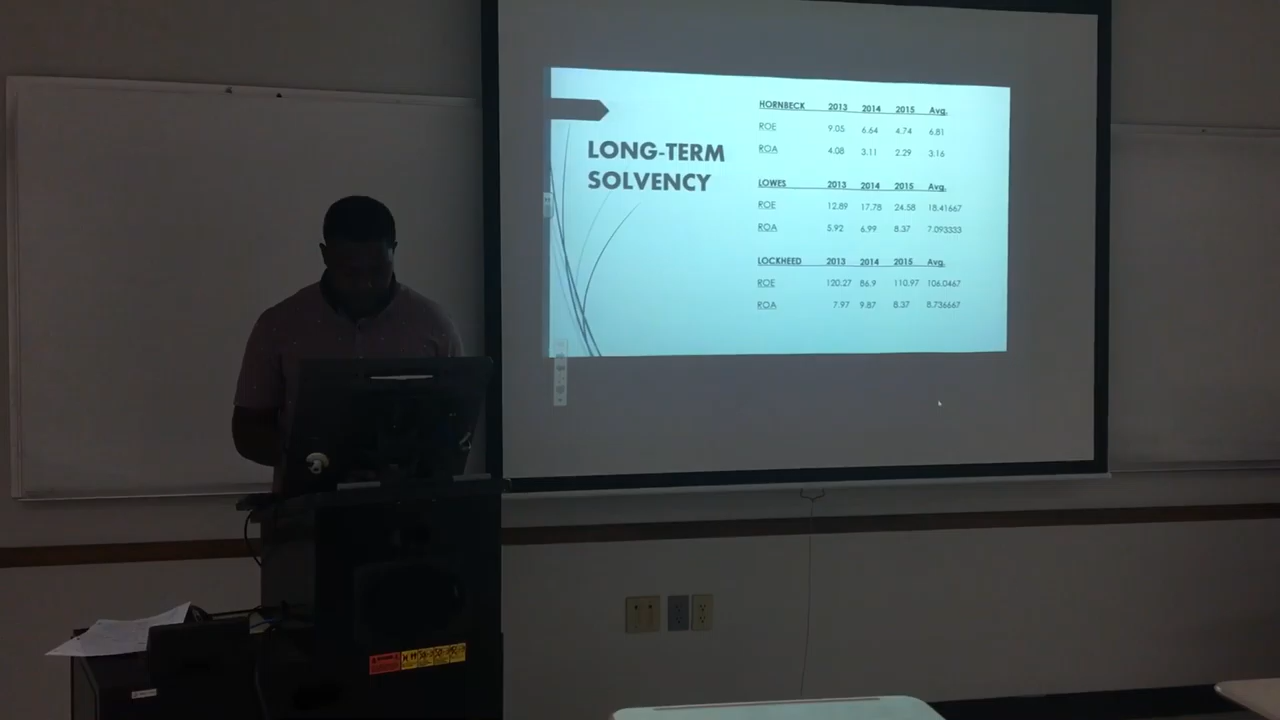 LONG-TERM
SOLVENCY
HORNBECK 2013 2014 2015 Avg.
ROE 9.05 6.64 4.74 6.81
ROA 4.08 3.11 2.29 3.16
LOWES 2013 2014 2015 Avg.
ROE 12.89 17.78 24.58 18.41667
ROA 5.92 6.99 8.37 7.093333
LOCKHEED 2013 2014 2015 Avg.
ROE 120.27 86.9 110.97 106.0467
ROA 7.97 9.87 8.37 8.736667